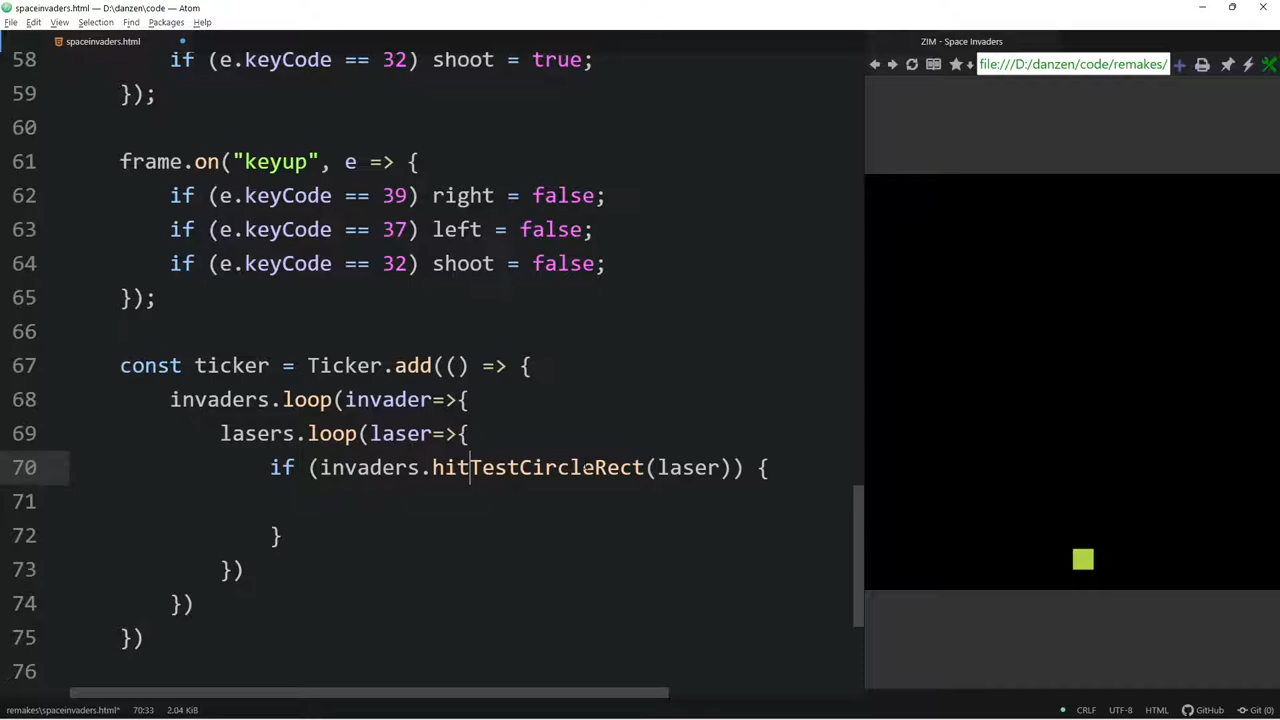 spaceinvaders.html — D:\danzen\code — Atom
File Edit View Selection Find Packages Help
spaceinvaders.html
ZIM - Space Invaders
file:///D:/danzen/code/remakes/
58 if (e.keyCode == 32) shoot = true;
59 });
60
61 frame.on("keyup", e => {
62 if (e.keyCode == 39) right = false;
63 if (e.keyCode == 37) left = false;
64 if (e.keyCode == 32) shoot = false;
65 });
66
67 const ticker = Ticker.add(() => {
68 invaders.loop(invader=>{
69 lasers.loop(laser=>{
70 if (invaders.hitTestCircleRect(laser)) {
71
72 }
73 })
74 })
75 })
76
remakes\spaceinvaders.html* 70:33 2.04 KiB CRLF UTF-8 HTML GitHub Git (0)